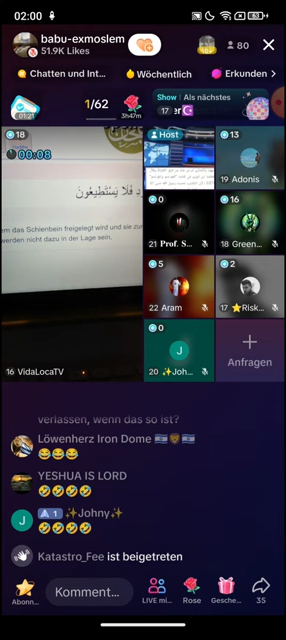 02:00
63
babu-exmoslem
51.9K Likes
80
Chatten und Int...
Wöchentlich
Erkunden >
01:21
1/62
3h47m
Show | Als nächstes
17
er
18
00:08
فَلَا يَسْتَطِيعُونَ
em das Schienbein freigelegt wird und sie zu
werden nicht dazu in der Lage sein.
16 VidaLocaTV
Host
13
19 Adonis
0
21 Prof. S...
16
18 Green...
5
22 Aram
2
17 ⭐Risk...
0
J
20 ✨Joh...
+
Anfragen
verlassen, wenn das so ist?
Löwenherz Iron Dome 🇮🇱🦁🇮🇱
😂😂😂
YESHUA IS LORD
🤣🤣🤣🤣
J
1 ✨Johny✨
🤣🤣🤣🤣
Katastro_Fee ist beigetreten
Abonn...
Komment...
LIVE mi...
Rose
Gesche...
35